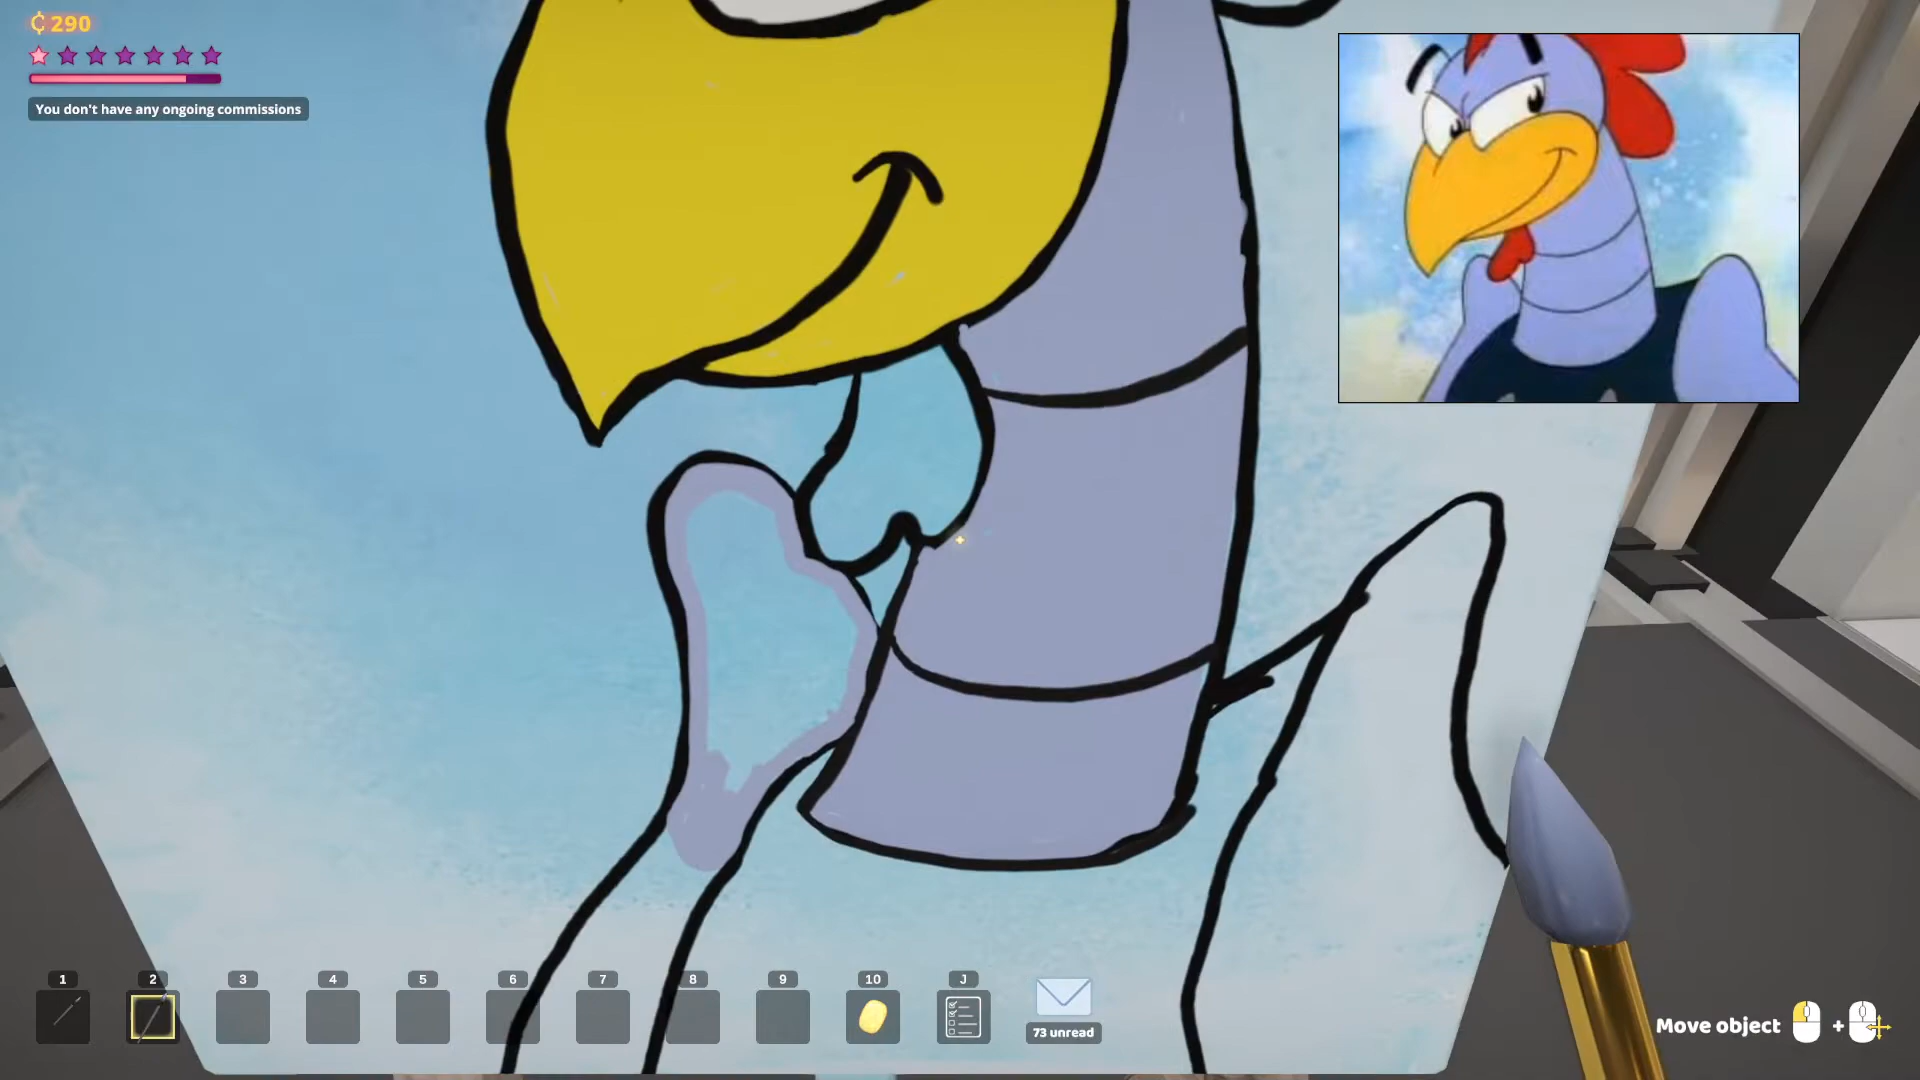 ₵290
You don't have any ongoing commissions
1 2 3 4 5 6 7 8 9 10 J
73 unread
Move object +